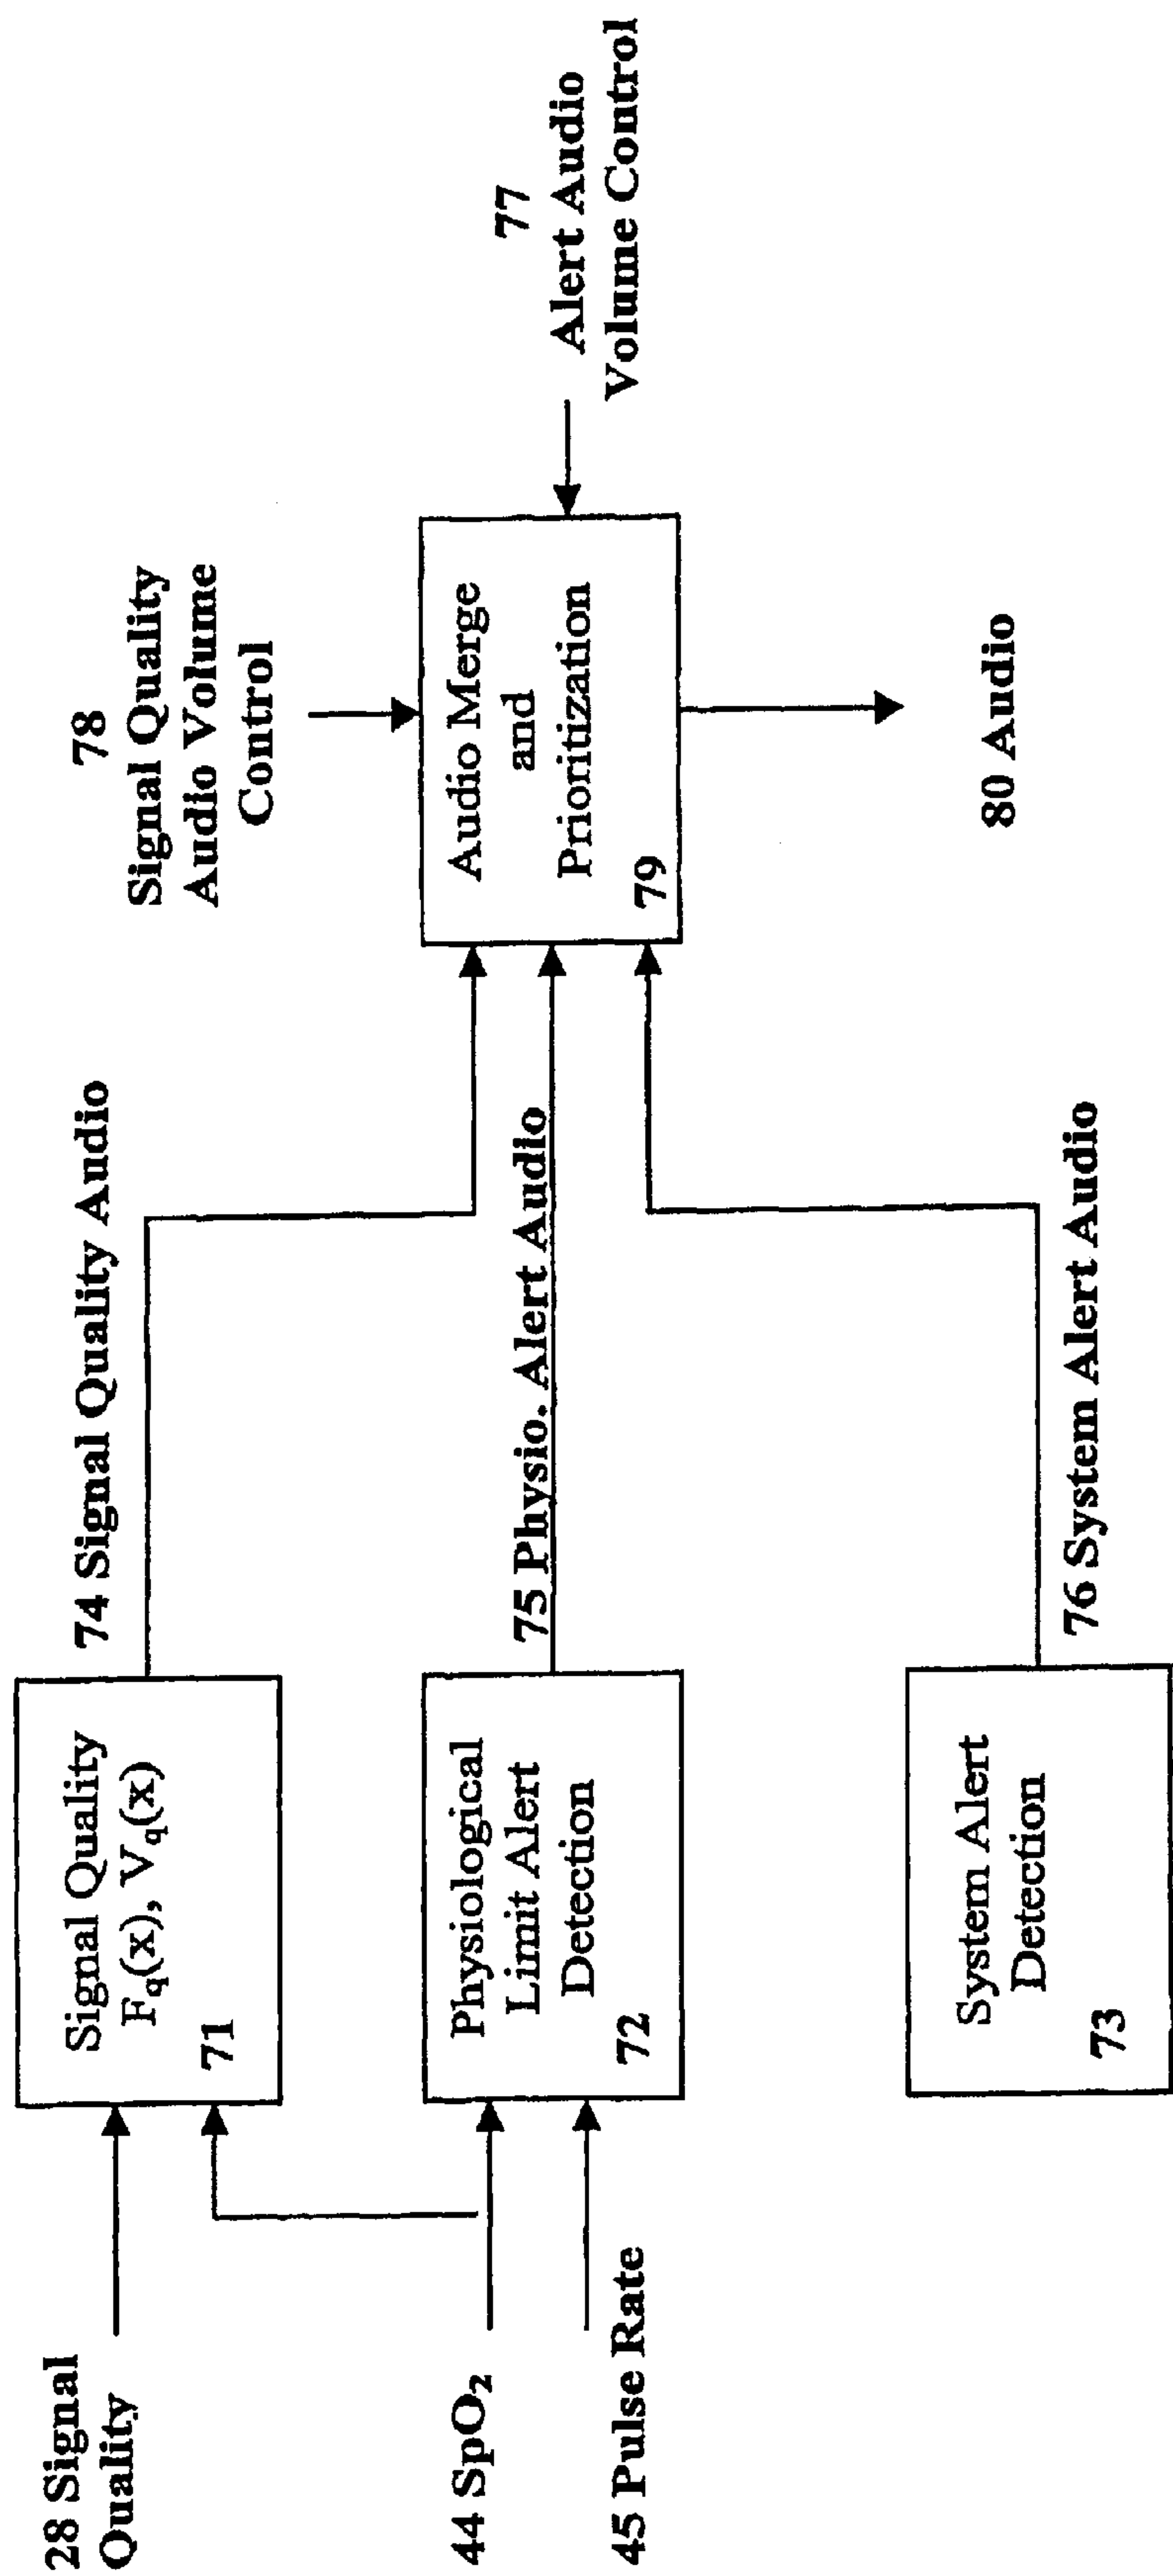 28 Signal
Quality
44 SpO₂
45 Pulse Rate
Signal Quality
F_q(x), V_q(x)
71
Physiological
Limit Alert
Detection
72
System Alert
Detection
73
74 Signal Quality Audio
75 Physio. Alert Audio
76 System Alert Audio
78
Signal Quality
Audio Volume
Control
Audio Merge
and
Prioritization
79
77
Alert Audio
Volume Control
80 Audio